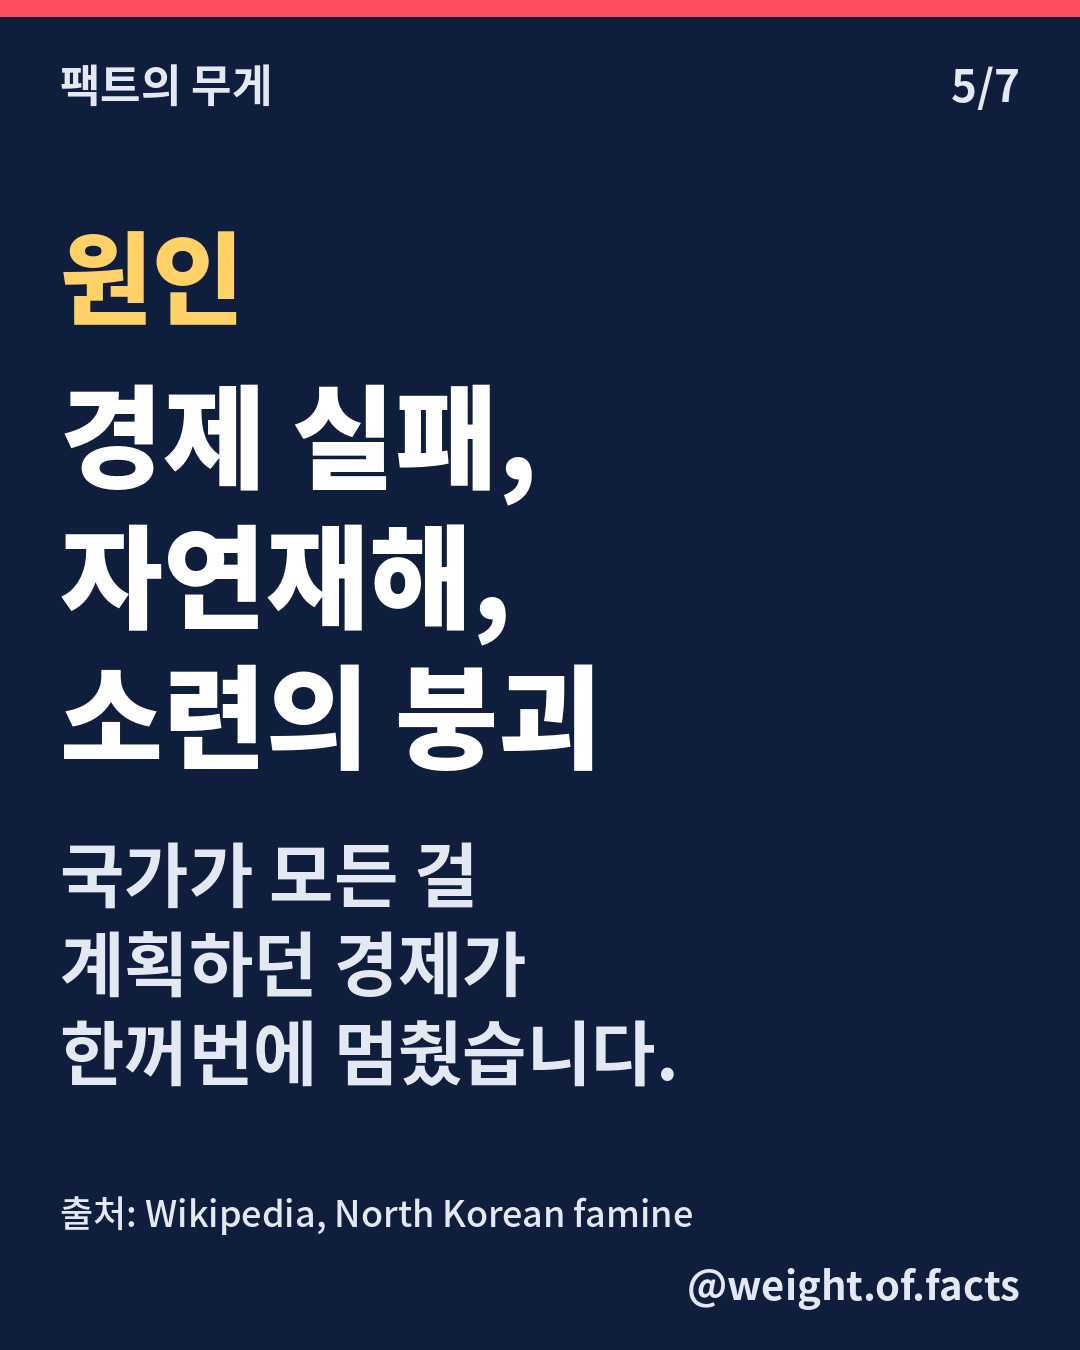 팩트의 무게
5/7
원인
경제 실패,
자연재해,
소련의 붕괴
국가가 모든 걸
계획하던 경제가
한꺼번에 멈췄습니다.
출처: Wikipedia, North Korean famine
@weight.of.facts